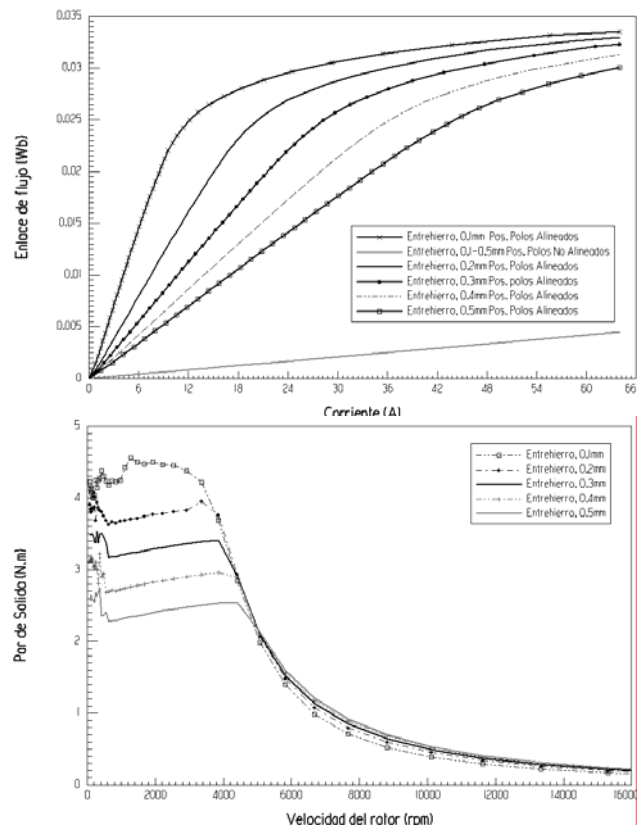 0.035
0.03
0.025
0.02
0.015
0.01
0.005
0
Enlace de flujo (Wb)
Entrehierro, 0.1mm Pos. Polos Alineados
Entrehierro, 0.1-0.5mm Pos. Polos No Alineados
Entrehierro, 0.2mm Pos. Polos Alineados
Entrehierro, 0.3mm Pos. polos Alineados
Entrehierro, 0.4mm Pos. Polos Alineados
Entrehierro, 0.5mm Pos. Polos Alineados
0 6 12 18 24 30 36 42 48 54 60 66
Corriente (A)
5
4
3
2
1
0
Par de Salida (N.m)
Entrehierro, 0.1mm
Entrehierro, 0.2mm
Entrehierro, 0.3mm
Entrehierro, 0.4mm
Entrehierro, 0.5mm
0 2000 4000 6000 8000 10000 12000 14000 16000
Velocidad del rotor (rpm)